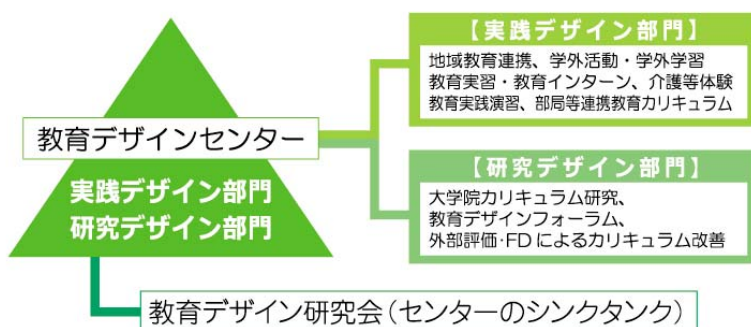 教育デザインセンター
実践デザイン部門
研究デザイン部門
【実践デザイン部門】
地域教育連携、学外活動・学外学習
教育実習・教育インターン、介護等体験
教育実践演習、部局等連携教育カリキュラム
【研究デザイン部門】
大学院カリキュラム研究、
教育デザインフォーラム、
外部評価・FDによるカリキュラム改善
教育デザイン研究会(センターのシンクタンク)